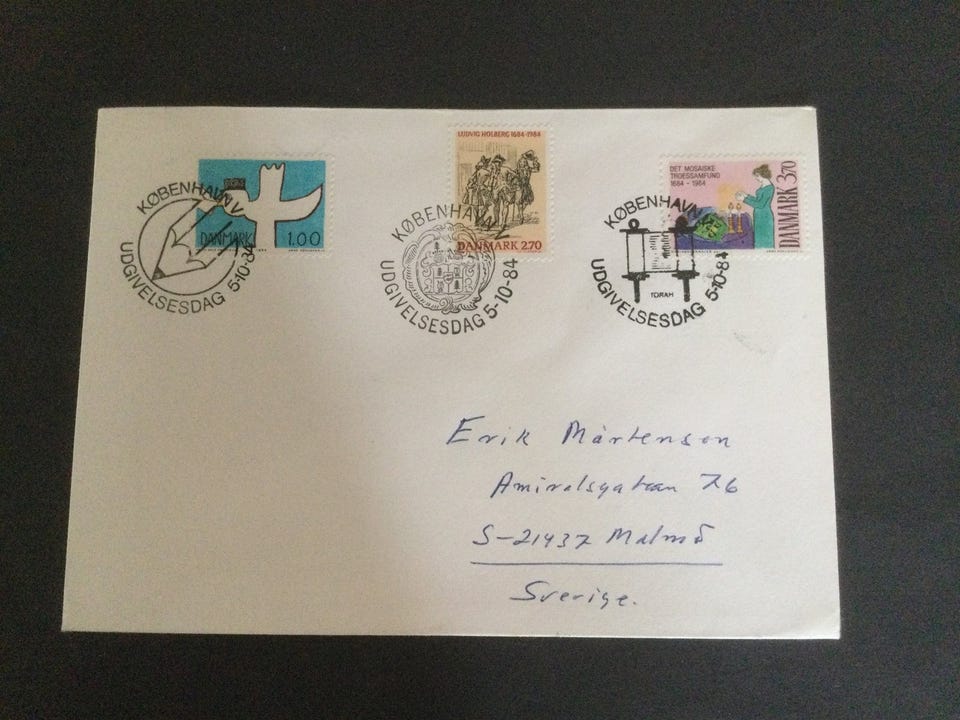 KØBENHAVN V
UDGIVELSESDAG 5-10-84
DANMARK 1.00
LUDVIG HOLBERG 1684-1984
DANMARK 2.70
KØBENHAVN
UDGIVELSESDAG 5-10-84
DET MOSAISKE
TROESSAMFUND
1684 - 1984
DANMARK 3.70
KØBENHAVN
TORAH
UDGIVELSESDAG 5-10-84
Erik Mårtenson
Amiralsgatan 76
S-21437 Malmö
Sverige.